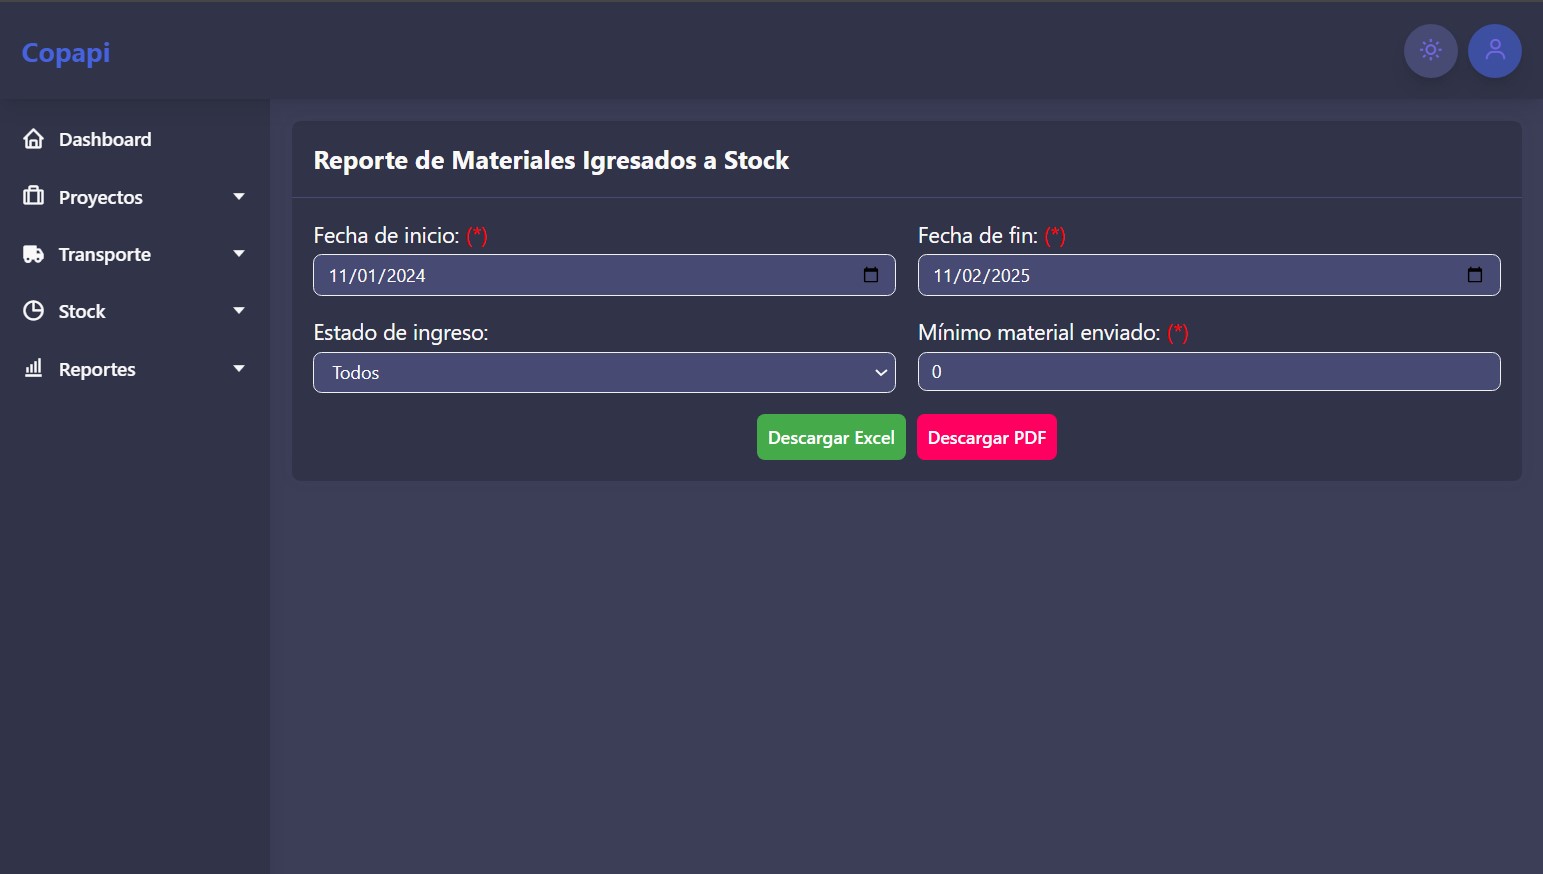 Copapi
Dashboard
Proyectos
Transporte
Stock
Reportes
Reporte de Materiales Igresados a Stock
Fecha de inicio: (*)
11/01/2024
Fecha de fin: (*)
11/02/2025
Estado de ingreso:
Todos
Mínimo material enviado: (*)
0
Descargar Excel
Descargar PDF